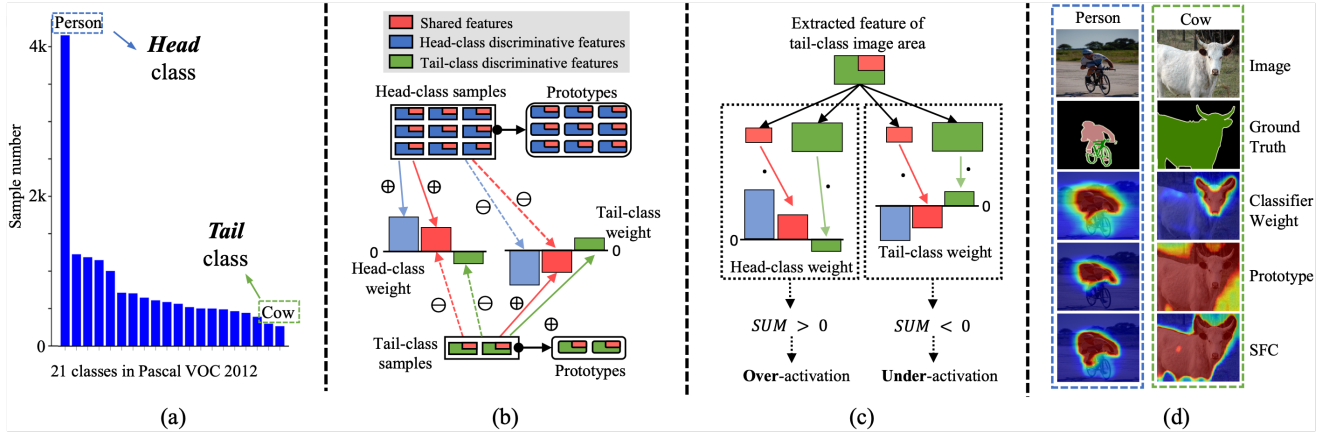 Person
Head
class
4k
2k
0
Sample number
Tail
class
Cow
21 classes in Pascal VOC 2012
(a)
Shared features
Head-class discriminative features
Tail-class discriminative features
Head-class samples
Prototypes
⊕
⊕
⊖
⊖
Tail-class
weight
0
0
Head-class
weight
⊖
⊖
⊕
⊕
Tail-class
samples
Prototypes
(b)
Extracted feature of
tail-class image area
0
0
Head-class weight
Tail-class weight
SUM > 0
SUM < 0
Over-activation
Under-activation
(c)
Person
Cow
Image
Ground
Truth
Classifier
Weight
Prototype
SFC
(d)